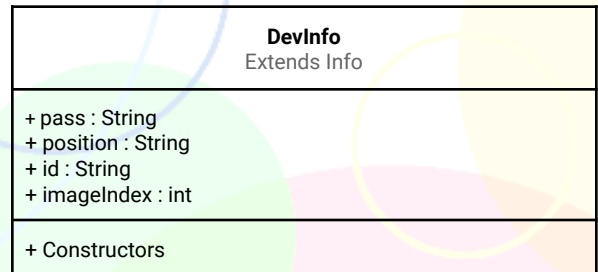 DevInfo
Extends Info
+ pass : String
+ position : String
+ id : String
+ imageIndex : int
+ Constructors